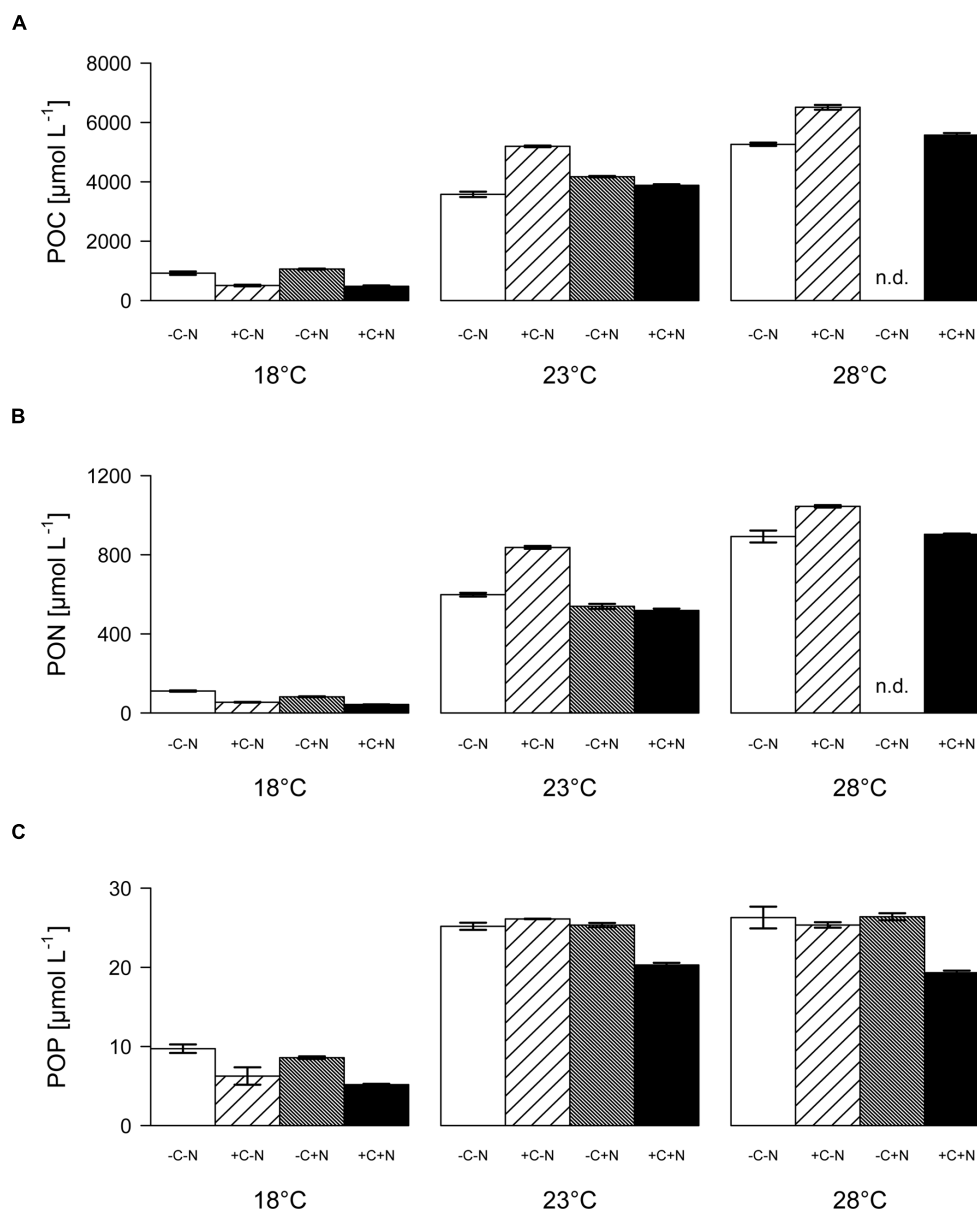 A
POC [µmol L⁻¹]
8000
6000
4000
2000
0
n.d.
-C-N +C-N -C+N +C+N -C-N +C-N -C+N +C+N -C-N +C-N -C+N +C+N
18°C 23°C 28°C
B
PON [µmol L⁻¹]
1200
800
400
0
n.d.
-C-N +C-N -C+N +C+N -C-N +C-N -C+N +C+N -C-N +C-N -C+N +C+N
18°C 23°C 28°C
C
POP [µmol L⁻¹]
30
20
10
0
-C-N +C-N -C+N +C+N -C-N +C-N -C+N +C+N -C-N +C-N -C+N +C+N
18°C 23°C 28°C